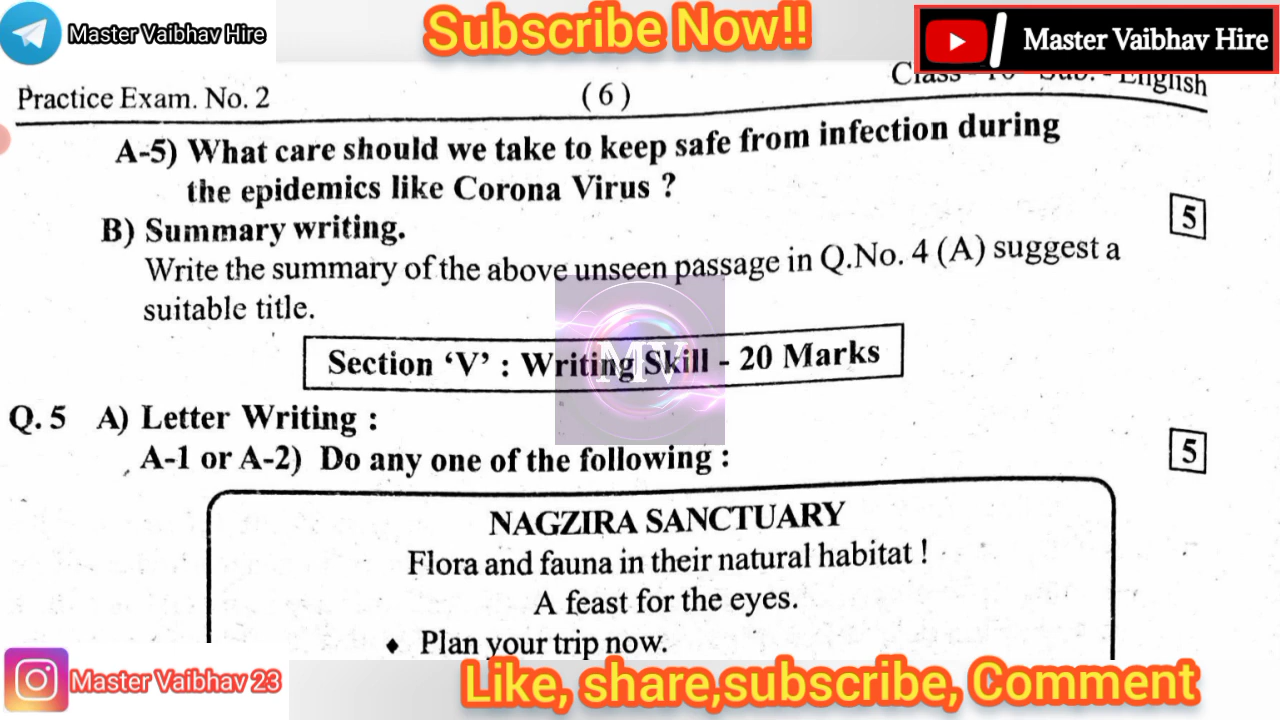 Master Vaibhav Hire
Subscribe Now!!
Master Vaibhav Hire
Practice Exam. No. 2 (6) Class - 10 Sub. - English
A-5) What care should we take to keep safe from infection during
the epidemics like Corona Virus ?
B) Summary writing. 5
Write the summary of the above unseen passage in Q.No. 4 (A) suggest a
suitable title.
MV
Section ‘V’ : Writing Skill - 20 Marks
Q. 5 A) Letter Writing :
A-1 or A-2) Do any one of the following : 5
NAGZIRA SANCTUARY
Flora and fauna in their natural habitat !
A feast for the eyes.
♦ Plan your trip now.
Master Vaibhav 23
Like, share,subscribe, Comment